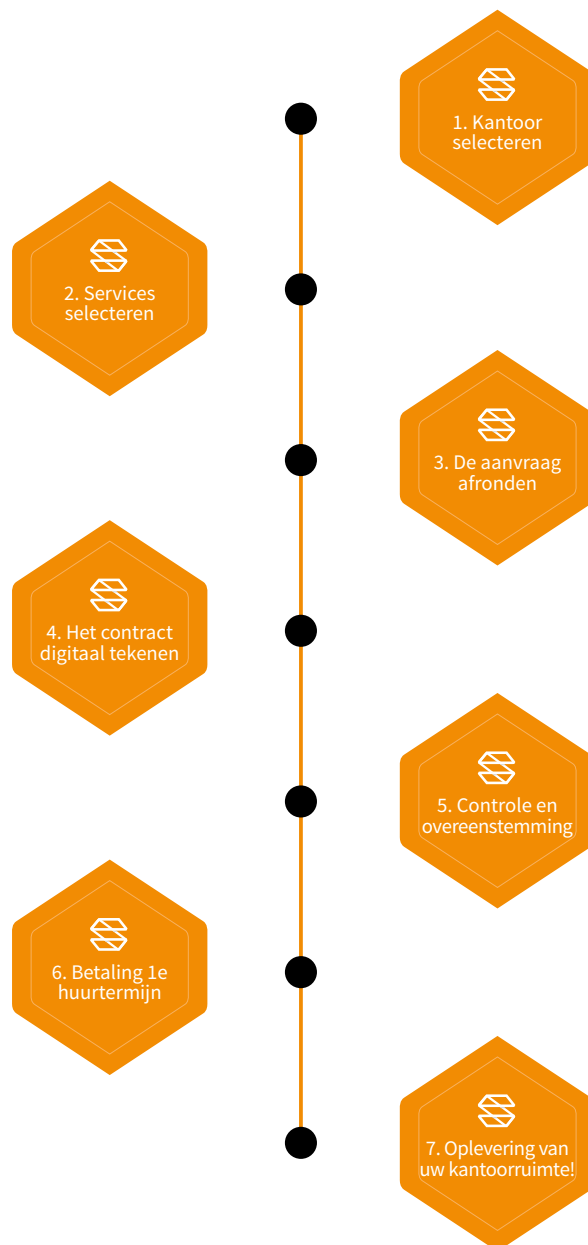 1. Kantoor
selecteren
2. Services
selecteren
3. De aanvraag
afronden
4. Het contract
digitaal tekenen
5. Controle en
overeenstemming
6. Betaling 1e
huurtermijn
7. Oplevering van
uw kantoorruimte!